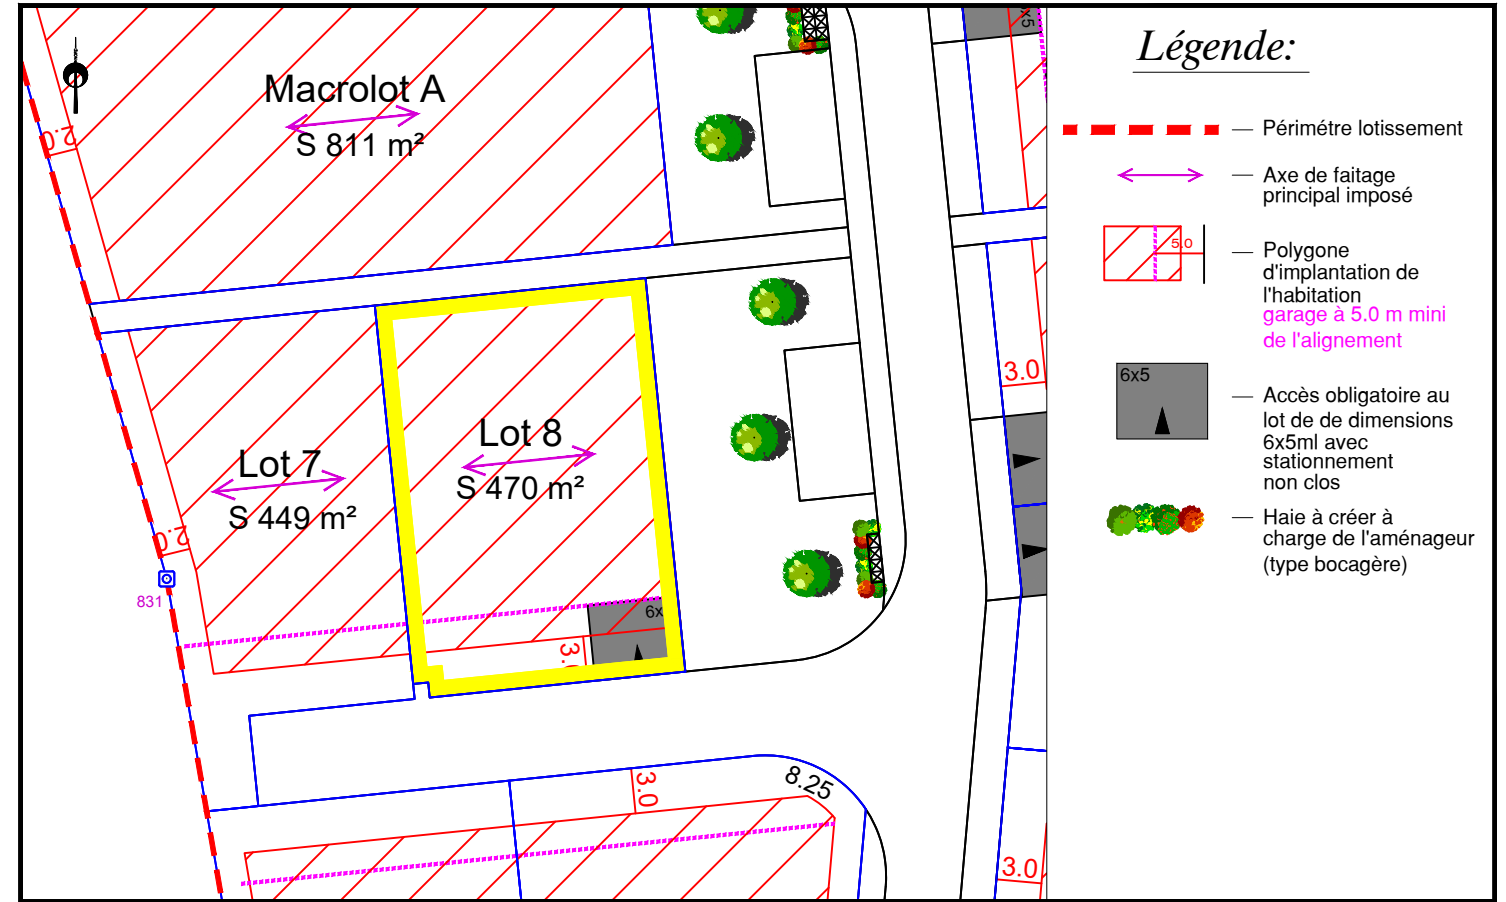 Légende:
Macrolot A
S 811 m²
2.0
Périmétre lotissement
Axe de faitage
principal imposé
5.0
Polygone
d'implantation de
l'habitation
garage à 5.0 m mini
de l'alignement
6x5
Accès obligatoire au
lot de de dimensions
6x5ml avec
stationnement
non clos
Haie à créer à
charge de l'aménageur
(type bocagère)
x5
3.0
Lot 8
S 470 m²
Lot 7
S 449 m²
2.0
831
6x
3.0
8.25
3.0